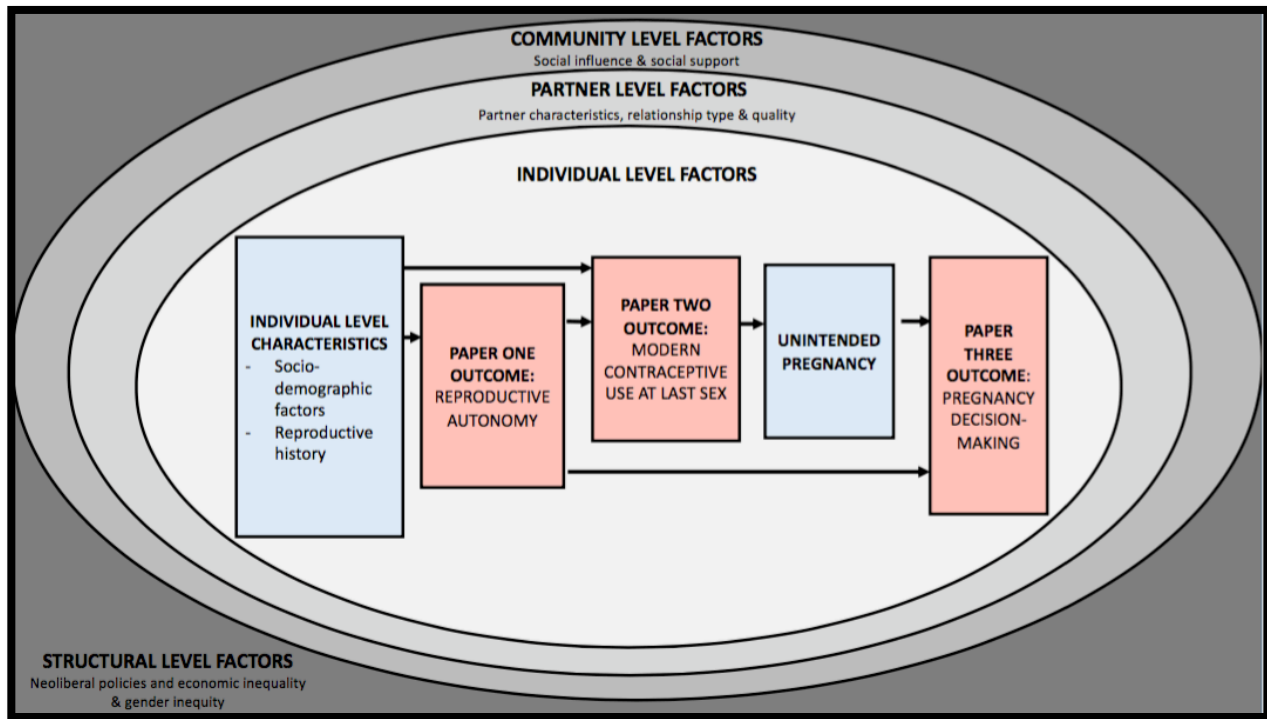 COMMUNITY LEVEL FACTORS
Social influence & social support
PARTNER LEVEL FACTORS
Partner characteristics, relationship type & quality
INDIVIDUAL LEVEL FACTORS
INDIVIDUAL LEVEL
CHARACTERISTICS
- Socio-
demographic
factors
- Reproductive
history
PAPER ONE
OUTCOME:
REPRODUCTIVE
AUTONOMY
PAPER TWO
OUTCOME:
MODERN
CONTRACEPTIVE
USE AT LAST SEX
UNINTENDED
PREGNANCY
PAPER
THREE
OUTCOME:
PREGNANCY
DECISION-
MAKING
STRUCTURAL LEVEL FACTORS
Neoliberal policies and economic inequality
& gender inequity